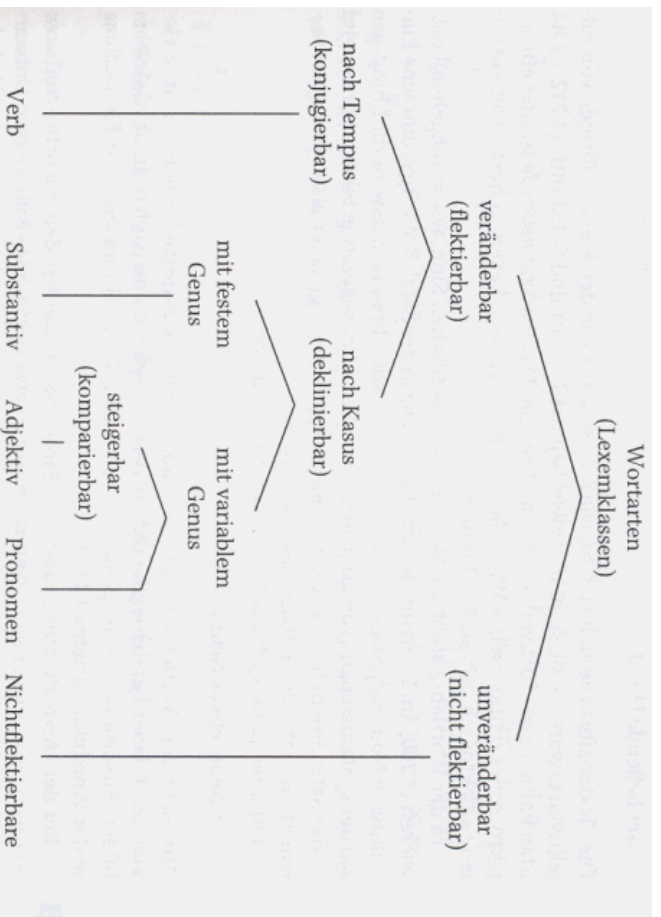 Wortarten
(Lexemklassen)
veränderbar
(flektierbar)
unveränderbar
(nicht flektierbar)
nach Tempus
(konjugierbar)
nach Kasus
(deklinierbar)
mit festem
Genus
mit variablem
Genus
steigerbar
(komparierbar)
Verb Substantiv Adjektiv Pronomen Nichtflektierbare